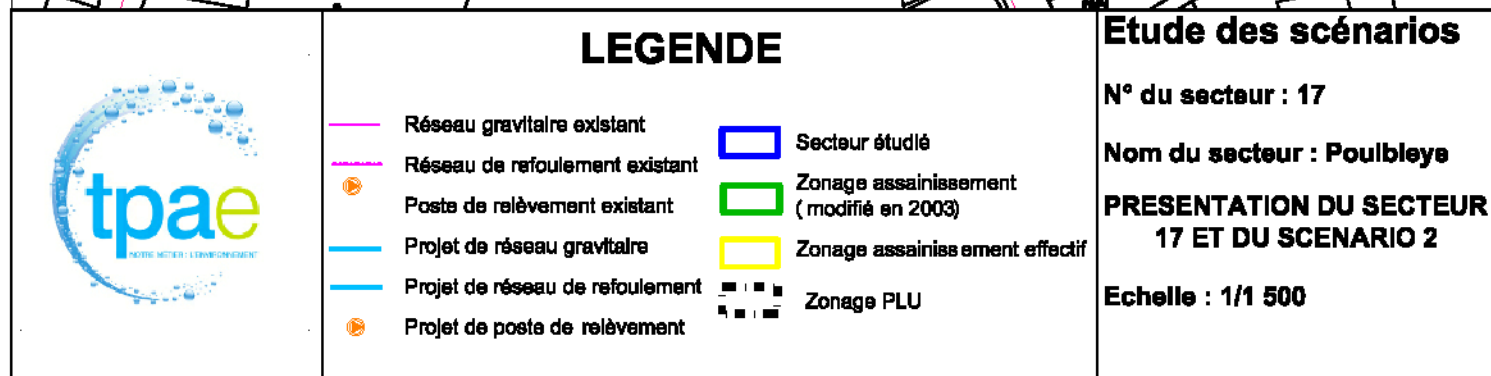 tpae
NOTRE METIER : L'ENVIRONNEMENT
LEGENDE
Réseau gravitaire existant
Réseau de refoulement existant
Poste de relèvement existant
Projet de réseau gravitaire
Projet de réseau de refoulement
Projet de poste de relèvement
Secteur étudié
Zonage assainissement
( modifié en 2003)
Zonage assainissement effectif
Zonage PLU
Etude des scénarios
N° du secteur : 17
Nom du secteur : Poulbleye
PRESENTATION DU SECTEUR
17 ET DU SCENARIO 2
Echelle : 1/1 500